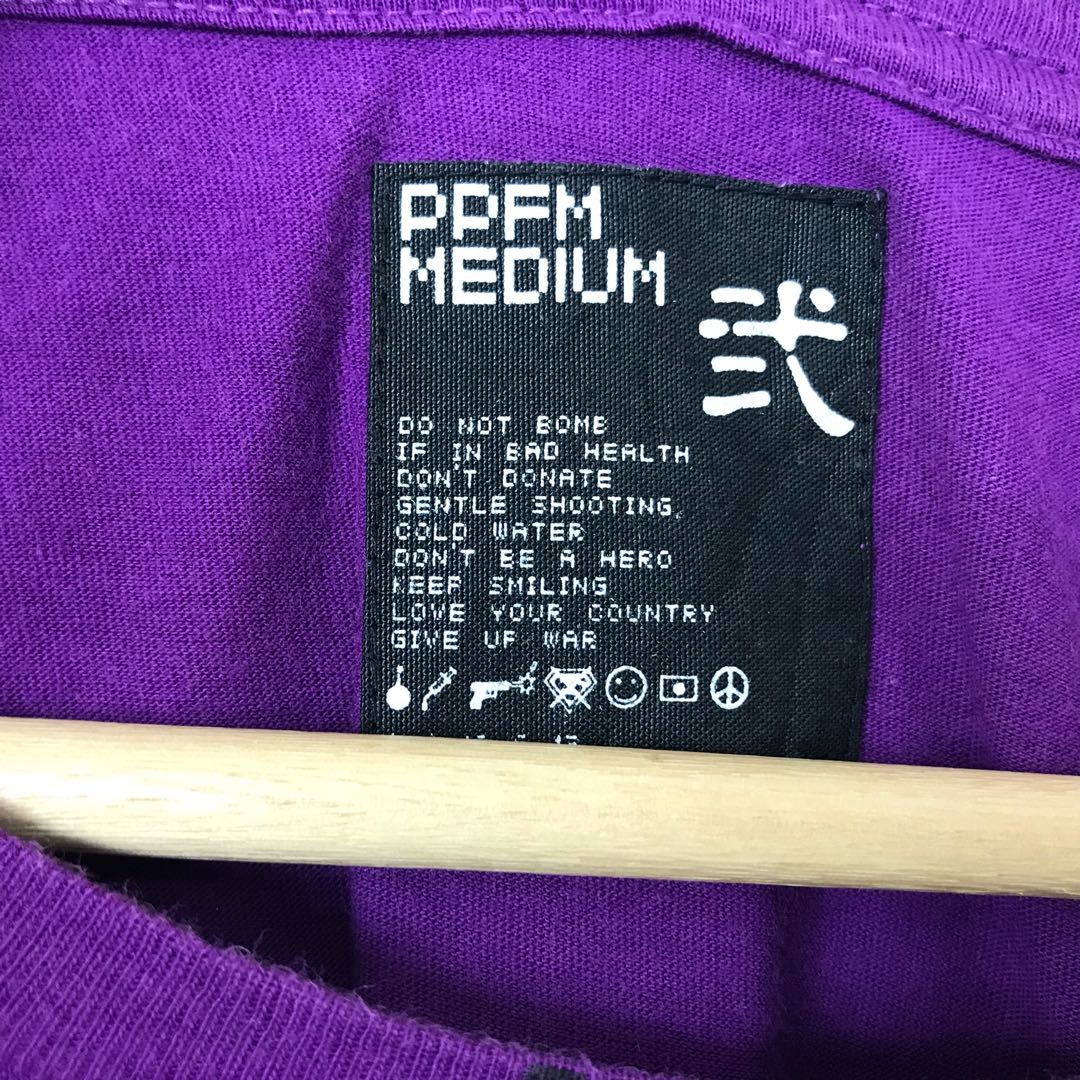 PPFM
MEDIUM
弐
DO NOT BOMB
IF IN BAD HEALTH
DON'T DONATE
GENTLE SHOOTING
COLD WATER
DON'T BE A HERO
KEEP SMILING
LOVE YOUR COUNTRY
GIVE UP WAR